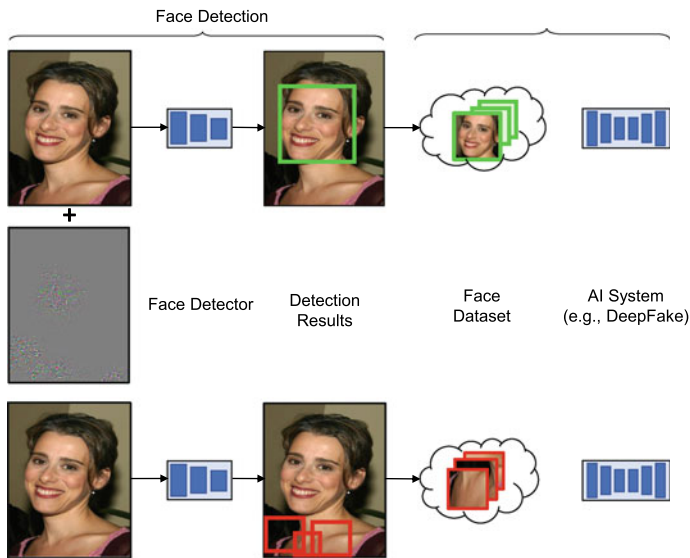 Face Detection
+
Face Detector
Detection
Results
Face
Dataset
AI System
(e.g., DeepFake)